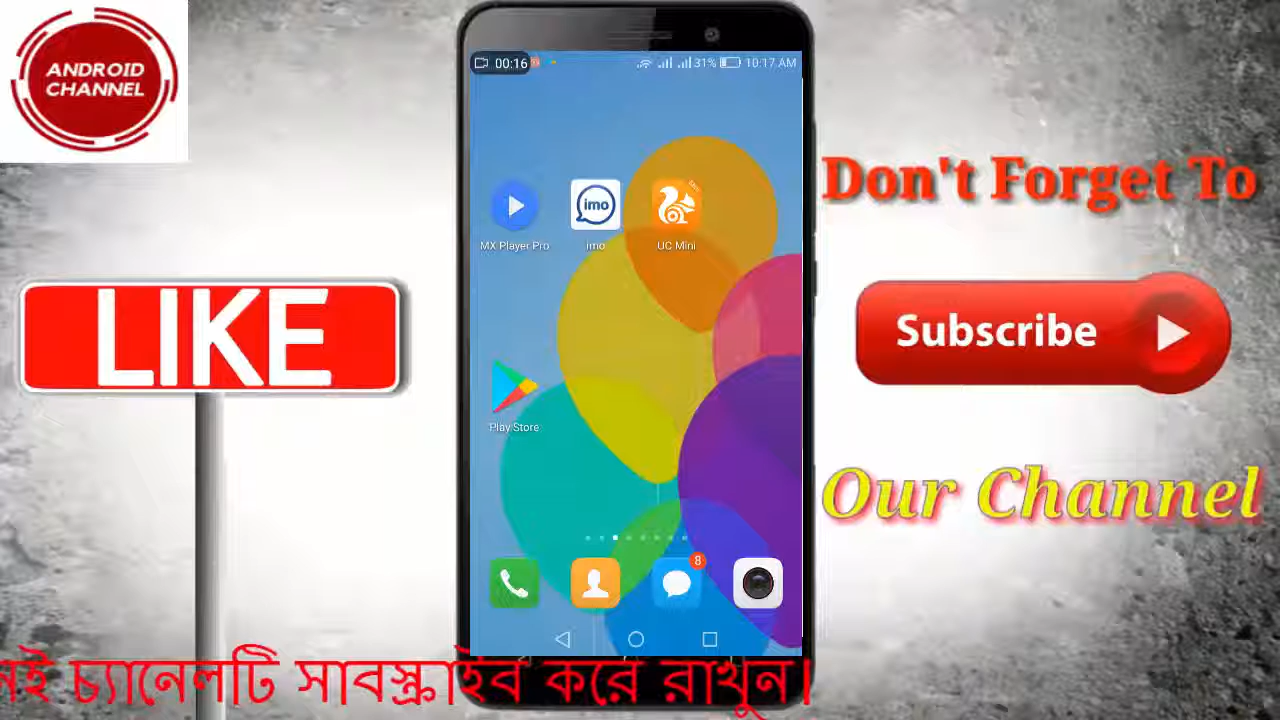 ANDROID
CHANNEL
00:16
31%
10:17 AM
Don't Forget To
MX Player Pro
imo
imo
UC Mini
LIKE
Subscribe
Play Store
Our Channel
8
চ্যানেলটি সাবস্ক্রাইব করে রাখুন।